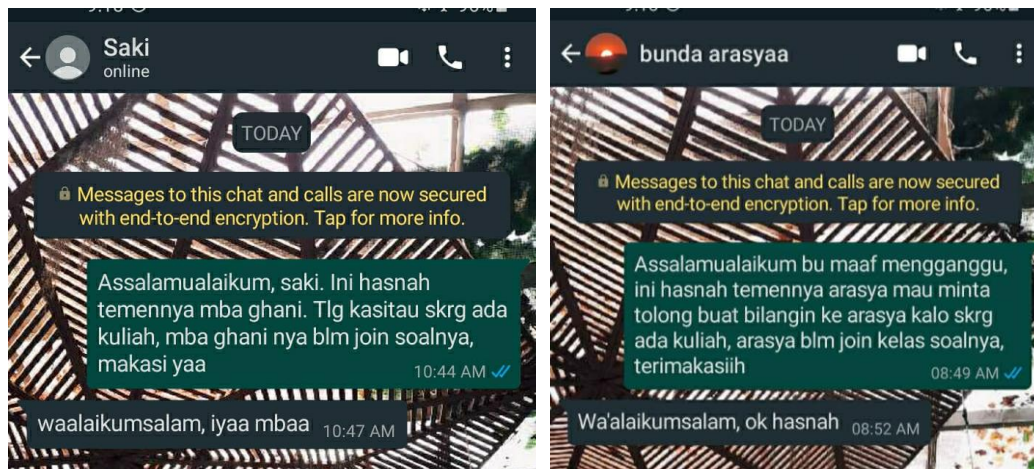 Saki
online
TODAY
Messages to this chat and calls are now secured
with end-to-end encryption. Tap for more info.
Assalamualaikum, saki. Ini hasnah
temennya mba ghani. Tlg kasitau skrg ada
kuliah, mba ghani nya blm join soalnya,
makasi yaa
10:44 AM
waalaikumsalam, iyaa mbaa 10:47 AM
bunda arasyaa
TODAY
Messages to this chat and calls are now secured
with end-to-end encryption. Tap for more info.
Assalamualaikum bu maaf mengganggu,
ini hasnah temennya arasya mau minta
tolong buat bilangin ke arasya kalo skrg
ada kuliah, arasya blm join kelas soalnya,
terimakasiih
08:49 AM
Wa'alaikumsalam, ok hasnah 08:52 AM